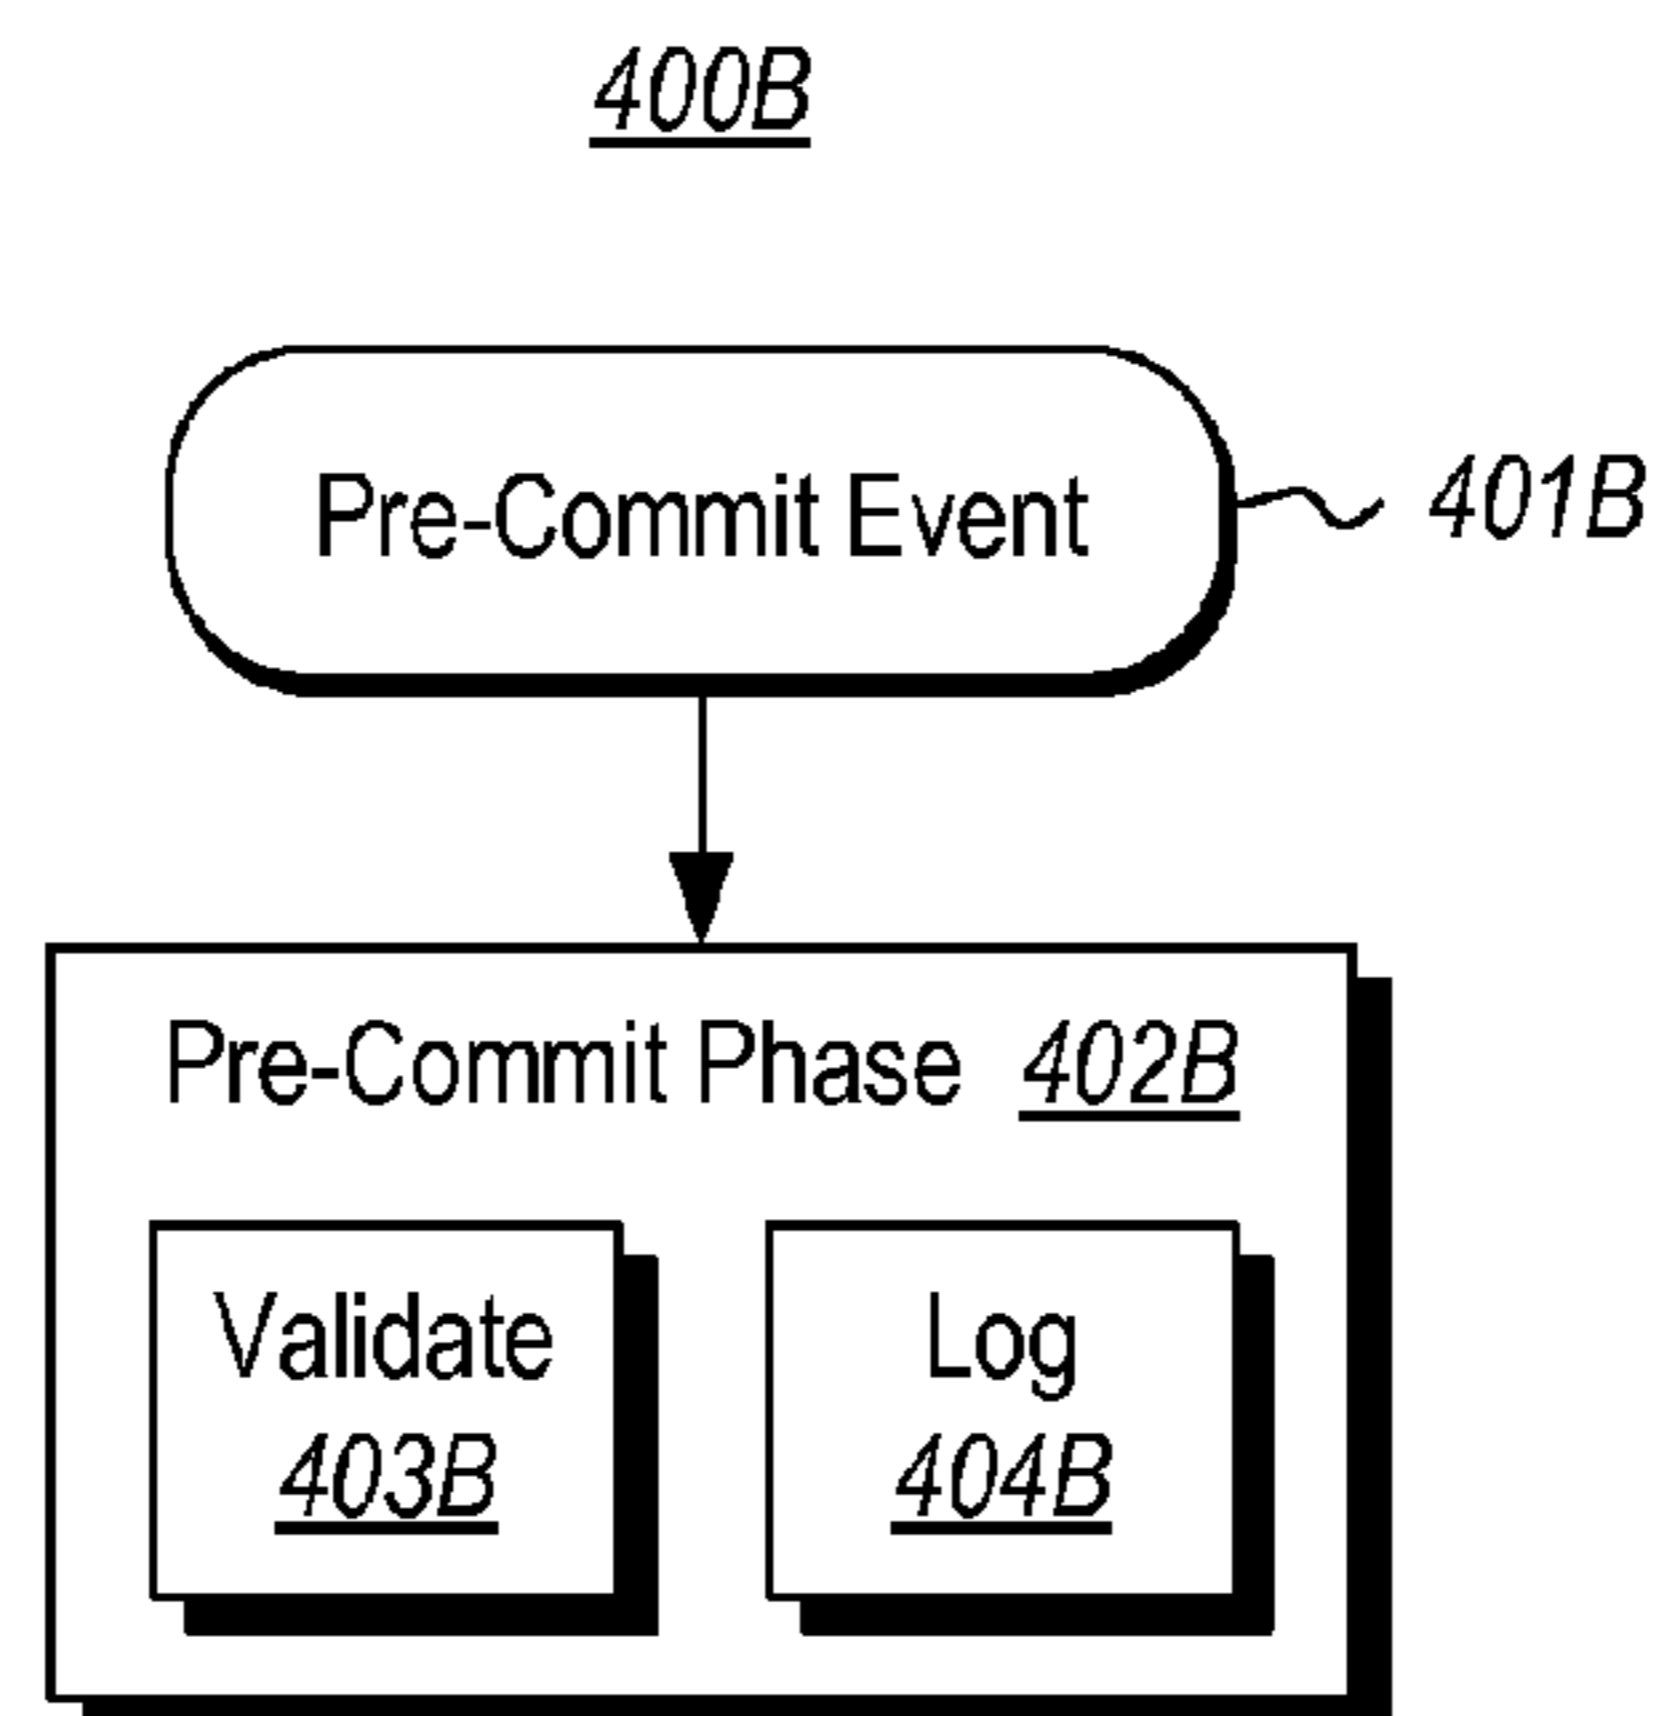 400B
Pre-Commit Event
401B
Pre-Commit Phase 402B
Validate
403B
Log
404B